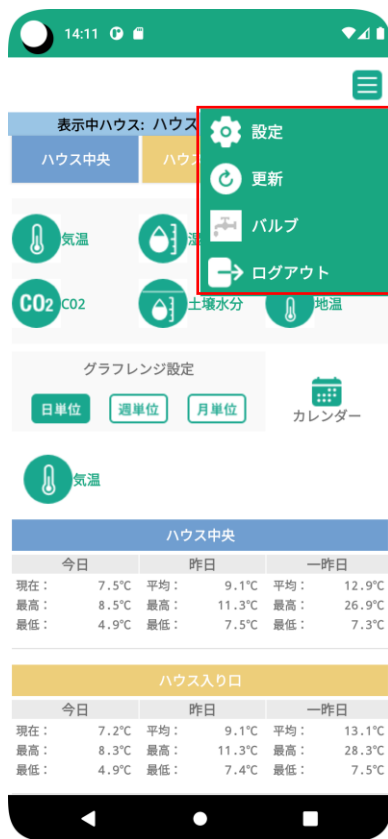 14:11
表示中ハウス: ハウス
設定
更新
バルブ
ログアウト
ハウス中央
ハウ
気温
CO2 CO2
土壌水分
地温
グラフレンジ設定
日単位 週単位 月単位
カレンダー
気温
ハウス中央
今日 昨日 一昨日
現在： 7.5℃ 平均： 9.1℃ 平均： 12.9℃
最高： 8.5℃ 最高： 11.3℃ 最高： 26.9℃
最低： 4.9℃ 最低： 7.5℃ 最低： 7.3℃
ハウス入り口
今日 昨日 一昨日
現在： 7.2℃ 平均： 9.1℃ 平均： 13.1℃
最高： 8.3℃ 最高： 11.3℃ 最高： 28.3℃
最低： 4.9℃ 最低： 7.4℃ 最低： 7.5℃